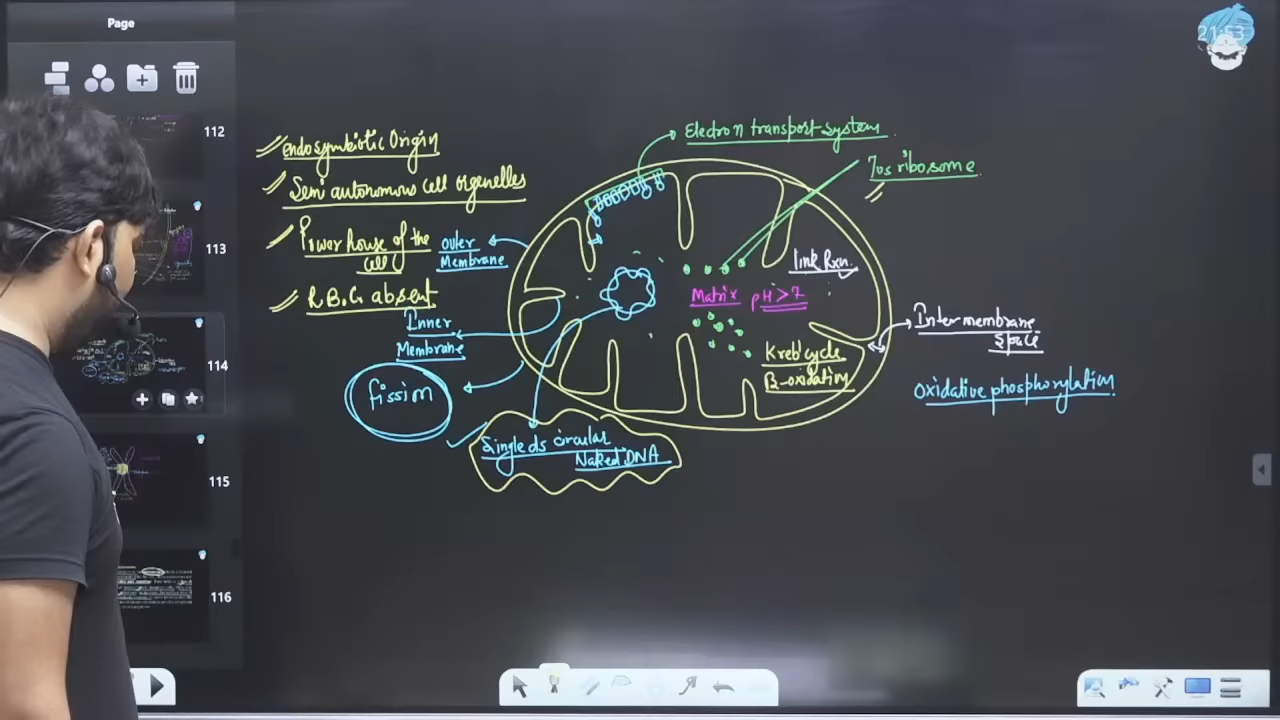 Page
21:53
112
113
114
115
116
endosymbiotic Origin
Semi autonomous cell organelles
Power house of the
cell
R.B.C. absent
outer
Membrane
Inner
Membrane
fission
Single ds circular
Naked DNA
Electron transport system
70s ribosome
link Rxn.
Matrix pH > 7
Kreb'cycle
B-oxidation
Inter membrane
Space
oxidative phosphorylation